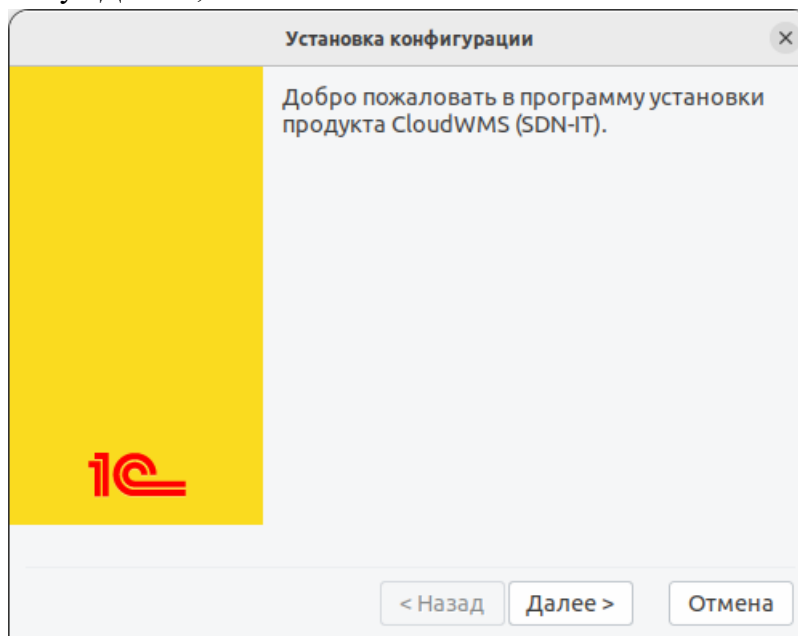 Установка конфигурации
Добро пожаловать в программу установки
продукта CloudWMS (SDN-IT).
1С
< Назад Далее > Отмена